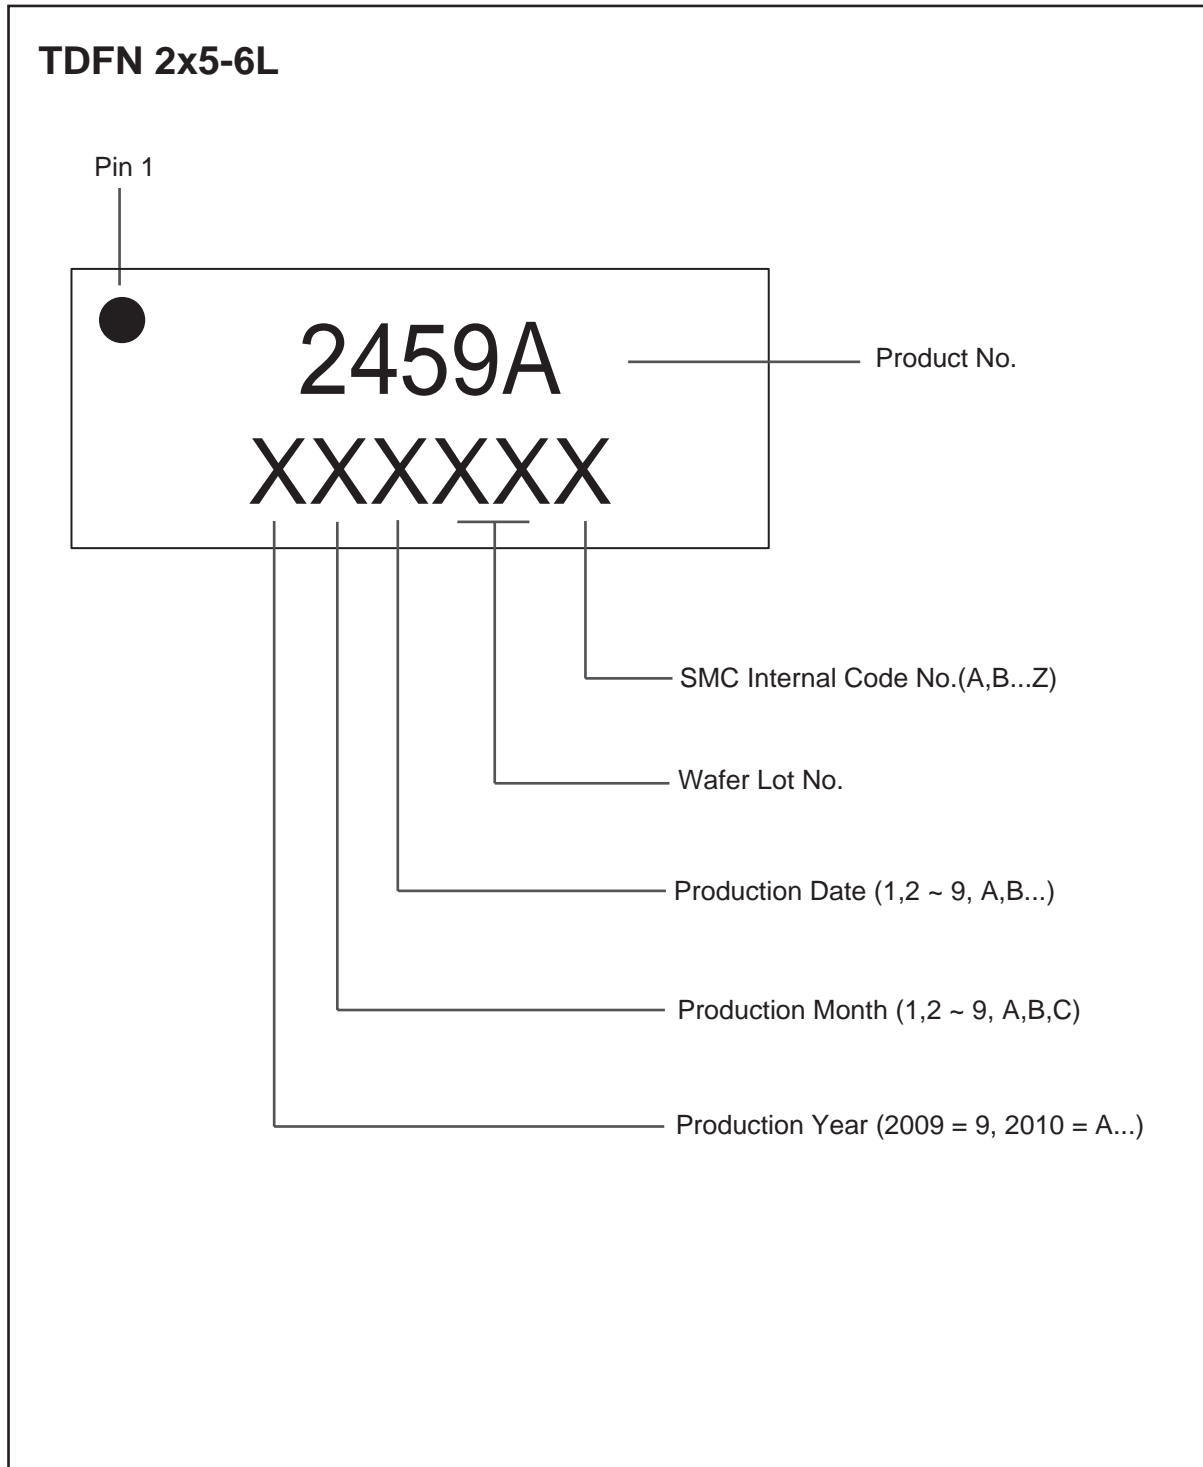 TDFN 2x5-6L
Pin 1
2459A
Product No.
XXXXXX
SMC Internal Code No.(A,B...Z)
Wafer Lot No.
Production Date (1,2 ~ 9, A,B...)
Production Month (1,2 ~ 9, A,B,C)
Production Year (2009 = 9, 2010 = A...)